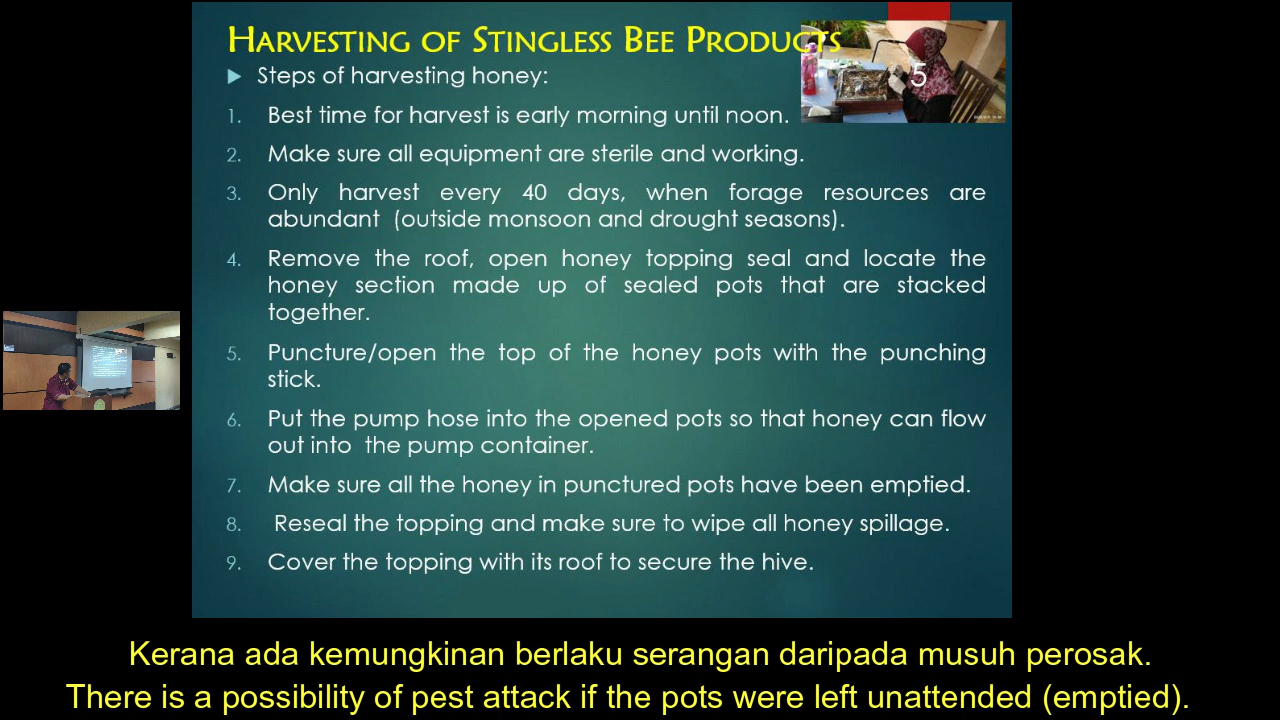 HARVESTING OF STINGLESS BEE PRODUCTS
5
Steps of harvesting honey:
1. Best time for harvest is early morning until noon.
2. Make sure all equipment are sterile and working.
3. Only harvest every 40 days, when forage resources are
abundant (outside monsoon and drought seasons).
4. Remove the roof, open honey topping seal and locate the
honey section made up of sealed pots that are stacked
together.
5. Puncture/open the top of the honey pots with the punching
stick.
6. Put the pump hose into the opened pots so that honey can flow
out into the pump container.
7. Make sure all the honey in punctured pots have been emptied.
8. Reseal the topping and make sure to wipe all honey spillage.
9. Cover the topping with its roof to secure the hive.
Kerana ada kemungkinan berlaku serangan daripada musuh perosak.
There is a possibility of pest attack if the pots were left unattended (emptied).